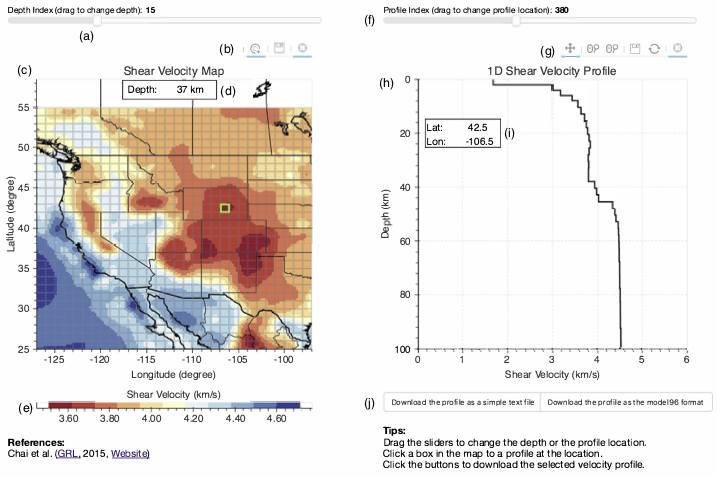 Depth Index (drag to change depth): 15
(a)
(b)
(c)
Shear Velocity Map
Depth: 37 km
(d)
55
50
45
40
35
30
25
Latitude (degree)
-125 -120 -115 -110 -105 -100
Longitude (degree)
Shear Velocity (km/s)
(e)
3.60 3.80 4.00 4.20 4.40 4.60
References:
Chai et al. (GRL, 2015, Website)
Profile Index (drag to change profile location): 380
(f)
(g)
(h)
1D Shear Velocity Profile
Lat: 42.5
Lon: -106.5
(i)
0
20
40
60
80
100
Depth (km)
0 1 2 3 4 5 6
Shear Velocity (km/s)
(j)
Download the profile as a simple text file
Download the profile as the model96 format
Tips:
Drag the sliders to change the depth or the profile location.
Click a box in the map to a profile at the location.
Click the buttons to download the selected velocity profile.